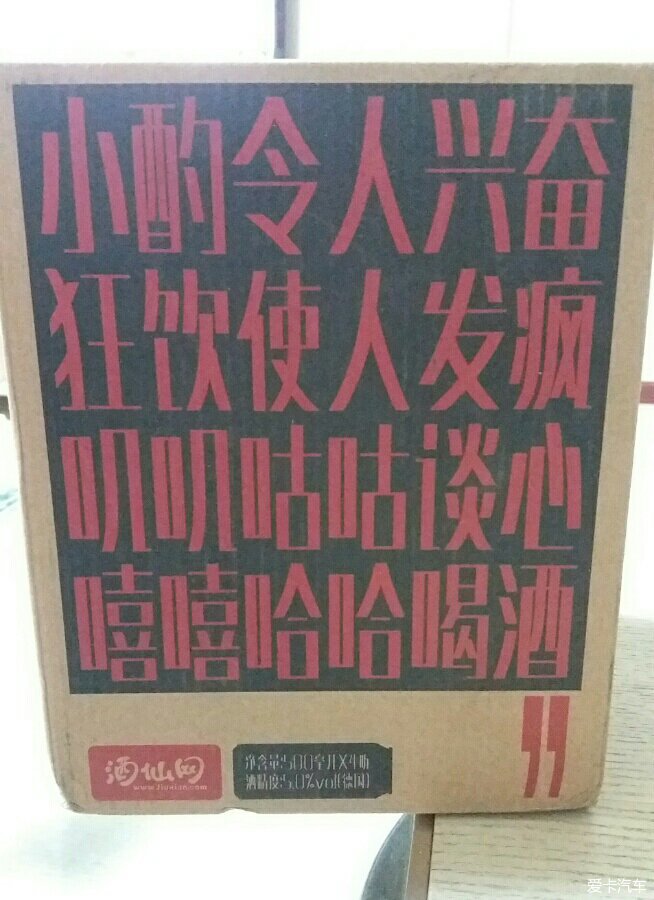 小酌令人兴奋
狂饮使人发疯
叽叽咕咕谈心
嘻嘻哈哈喝酒
酒仙网
www.jiuxian.com
净含量:500毫升X4听
酒精度:5.0%vol(德国)
爱卡汽车